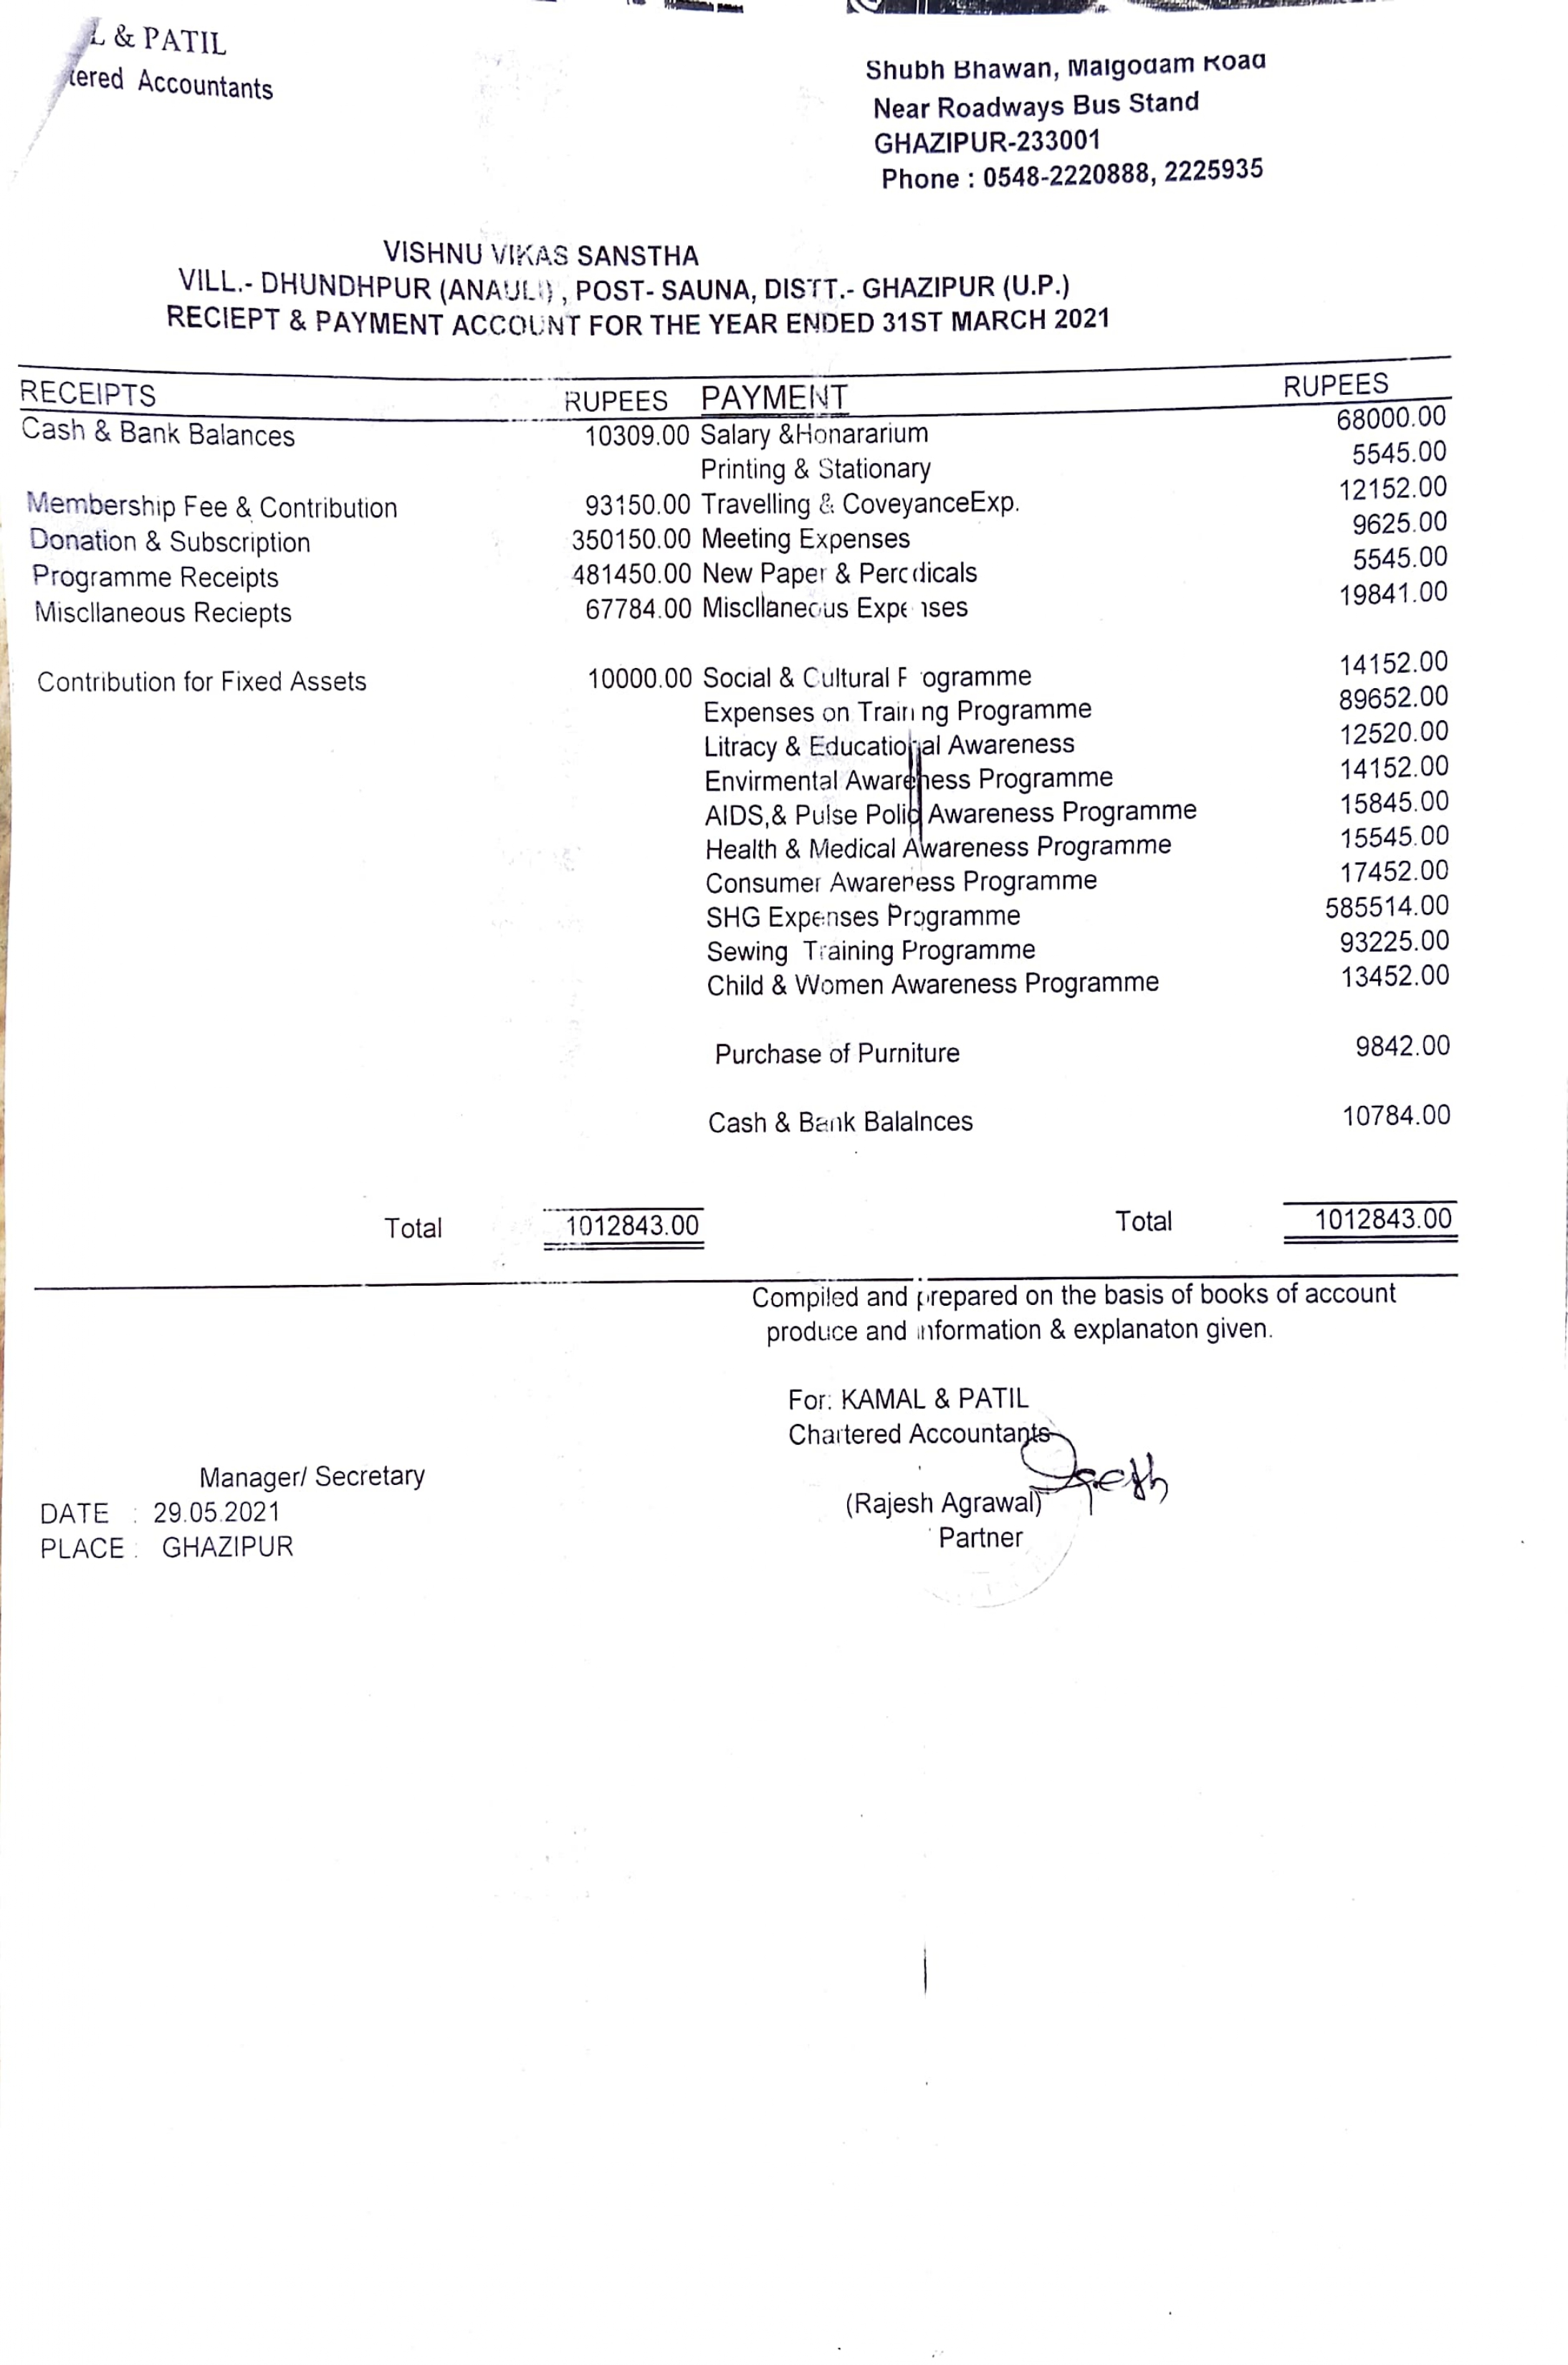 L & PATIL
tered Accountants
Shubh Bhawan, Malgodam Road
Near Roadways Bus Stand
GHAZIPUR-233001
Phone : 0548-2220888, 2225935
VISHNU VIKAS SANSTHA
VILL.- DHUNDHPUR (ANAULI) , POST- SAUNA, DISTT.- GHAZIPUR (U.P.)
RECIEPT & PAYMENT ACCOUNT FOR THE YEAR ENDED 31ST MARCH 2021
RECEIPTS RUPEES PAYMENT RUPEES
Cash & Bank Balances 10309.00 Salary &Honararium 68000.00
Printing & Stationary 5545.00
Membership Fee & Contribution 93150.00 Travelling & CoveyanceExp. 12152.00
Donation & Subscription 350150.00 Meeting Expenses 9625.00
Programme Receipts 481450.00 New Paper & Percdicals 5545.00
Miscllaneous Reciepts 67784.00 Miscllanecus Expenses 19841.00
Contribution for Fixed Assets 10000.00 Social & Cultural Programme 14152.00
Expenses on Training Programme 89652.00
Litracy & Educational Awareness 12520.00
Envirmental Awareness Programme 14152.00
AIDS,& Pulse Polio Awareness Programme 15845.00
Health & Medical Awareness Programme 15545.00
Consumer Awareness Programme 17452.00
SHG Expenses Programme 585514.00
Sewing Training Programme 93225.00
Child & Women Awareness Programme 13452.00
Purchase of Purniture 9842.00
Cash & Bank Balalnces 10784.00
Total 1012843.00 Total 1012843.00
Compiled and prepared on the basis of books of account
produce and information & explanaton given.
For: KAMAL & PATIL
Chartered Accountants
Manager/ Secretary
(Rajesh Agrawal)
DATE : 29.05.2021
Partner
PLACE : GHAZIPUR